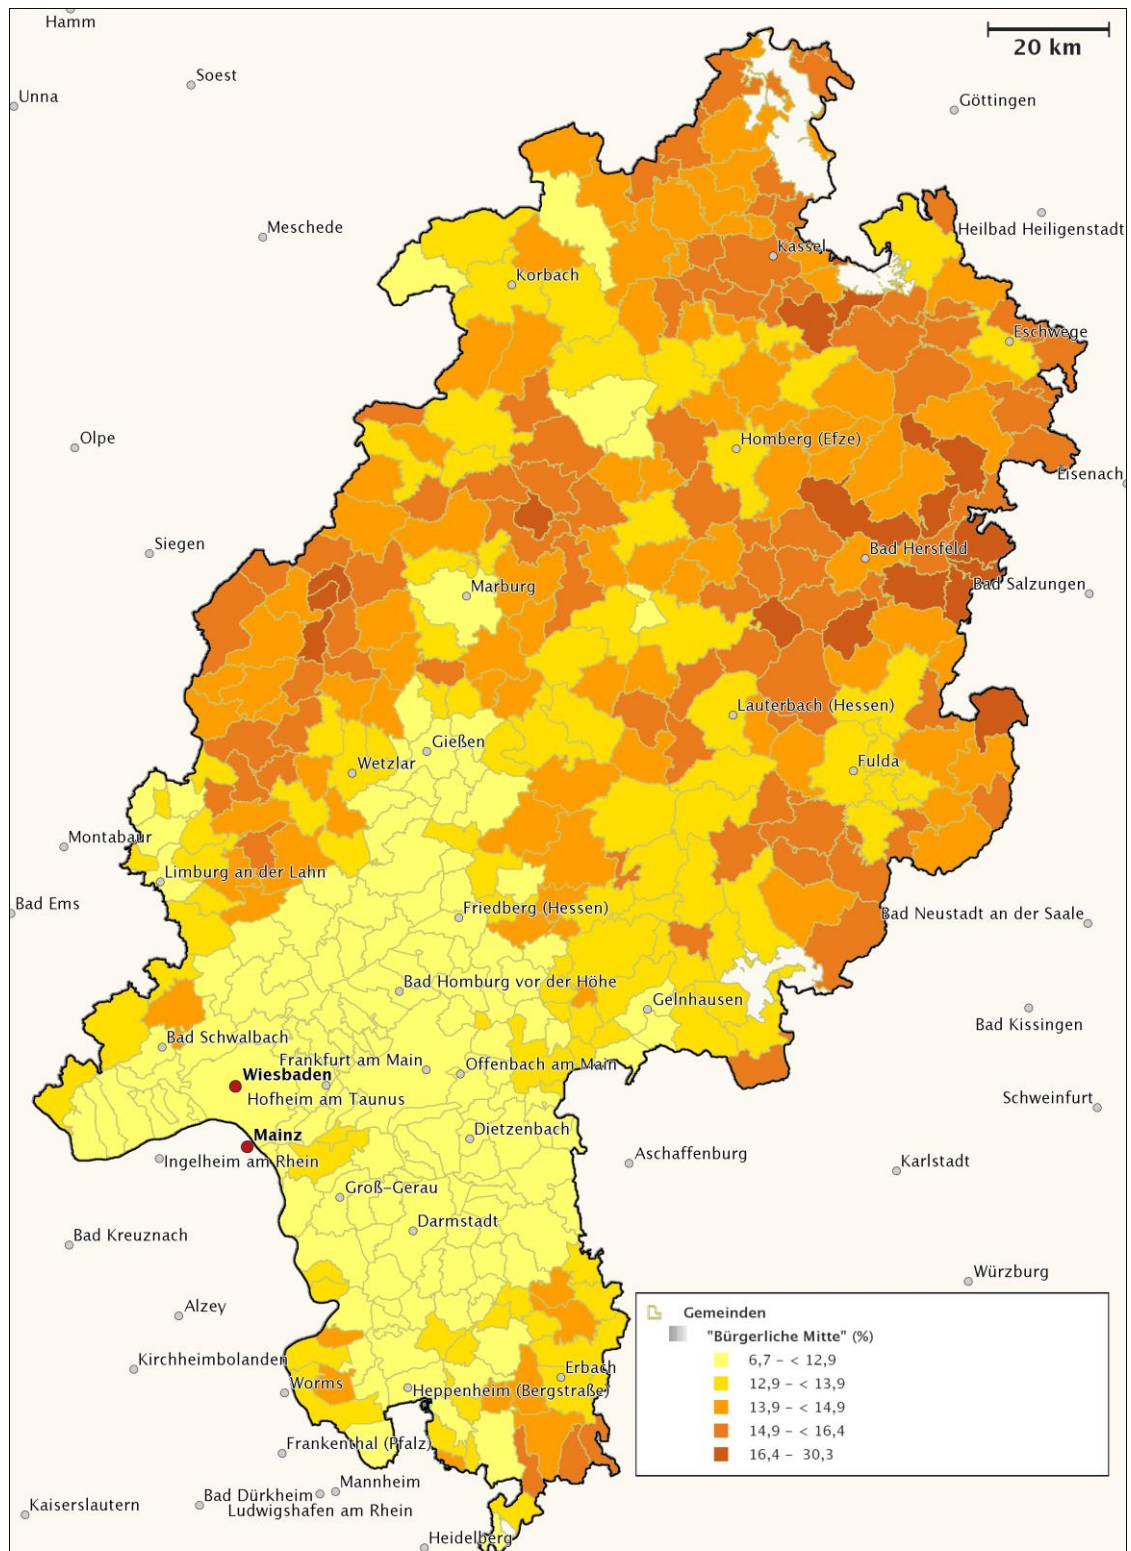 Hamm
20 km
Soest
Unna
Göttingen
Meschede
Heilbad Heiligenstadt
Kassel
Korbach
Eschwege
Olpe
Homberg (Efze)
Eisenach
Siegen
Bad Hersfeld
Marburg
Bad Salzungen
Lauterbach (Hessen)
Gießen
Wetzlar
Fulda
Montabaur
Limburg an der Lahn
Bad Ems
Friedberg (Hessen)
Bad Neustadt an der Saale
Bad Homburg vor der Höhe
Gelnhausen
Bad Kissingen
Bad Schwalbach
Frankfurt am Main
Offenbach am Main
Wiesbaden
Hofheim am Taunus
Schweinfurt
Mainz
Dietzenbach
Ingelheim am Rhein
Aschaffenburg
Karlstadt
Groß-Gerau
Darmstadt
Bad Kreuznach
Würzburg
Alzey
Gemeinden
"Bürgerliche Mitte" (%)
6,7 – < 12,9
12,9 – < 13,9
13,9 – < 14,9
14,9 – < 16,4
16,4 – 30,3
Kirchheimbolanden
Erbach
Worms
Heppenheim (Bergstraße)
Frankenthal (Pfalz)
Mannheim
Bad Dürkheim
Kaiserslautern
Ludwigshafen am Rhein
Heidelberg